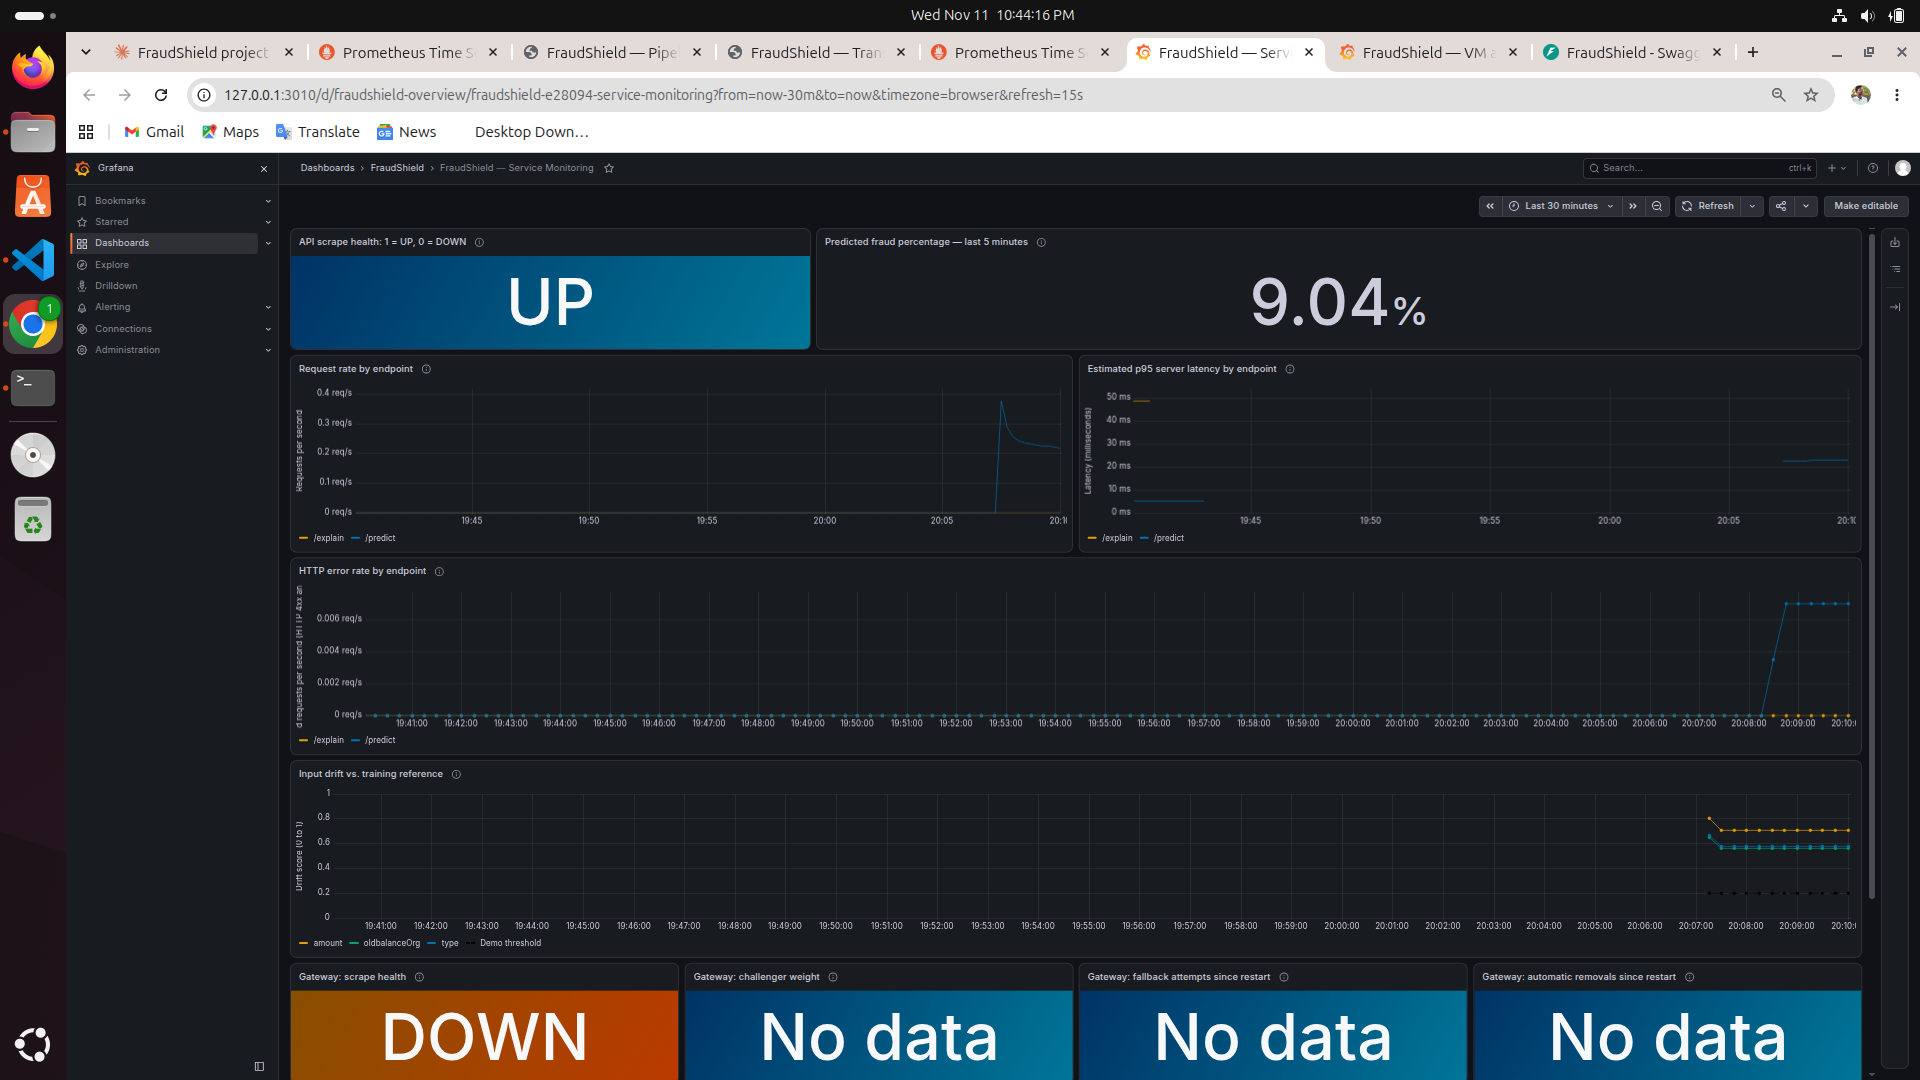 Wed Nov 11 10:44:16 PM
FraudShield project
Prometheus Time S
FraudShield — Pipe
FraudShield — Tran
Prometheus Time S
FraudShield — Serv
FraudShield — VM a
FraudShield - Swagg
127.0.0.1:3010/d/fraudshield-overview/fraudshield-e28094-service-monitoring?from=now-30m&to=now&timezone=browser&refresh=15s
Gmail
Maps
Translate
News
Desktop Down…
1
Grafana
Dashboards › FraudShield › FraudShield — Service Monitoring
Search...
ctrl+k
Bookmarks
Starred
Dashboards
Explore
Drilldown
Alerting
Connections
Administration
Last 30 minutes
Refresh
Make editable
API scrape health: 1 = UP, 0 = DOWN
UP
Predicted fraud percentage — last 5 minutes
9.04%
Request rate by endpoint
Requests per second
0.4 req/s
0.3 req/s
0.2 req/s
0.1 req/s
0 req/s
19:45 19:50 19:55 20:00 20:05 20:1
/explain /predict
Estimated p95 server latency by endpoint
Latency (milliseconds)
50 ms
40 ms
30 ms
20 ms
10 ms
0 ms
19:45 19:50 19:55 20:00 20:05 20:1
/explain /predict
HTTP error rate by endpoint
d requests per second (HTTP 4xx an
0.006 req/s
0.004 req/s
0.002 req/s
0 req/s
19:41:00 19:42:00 19:43:00 19:44:00 19:45:00 19:46:00 19:47:00 19:48:00 19:49:00 19:50:00 19:51:00 19:52:00 19:53:00 19:54:00 19:55:00 19:56:00 19:57:00 19:58:00 19:59:00 20:00:00 20:01:00 20:02:00 20:03:00 20:04:00 20:05:00 20:06:00 20:07:00 20:08:00 20:09:00 20:10:
/explain /predict
Input drift vs. training reference
Drift score (0 to 1)
1
0.8
0.6
0.4
0.2
0
19:41:00 19:42:00 19:43:00 19:44:00 19:45:00 19:46:00 19:47:00 19:48:00 19:49:00 19:50:00 19:51:00 19:52:00 19:53:00 19:54:00 19:55:00 19:56:00 19:57:00 19:58:00 19:59:00 20:00:00 20:01:00 20:02:00 20:03:00 20:04:00 20:05:00 20:06:00 20:07:00 20:08:00 20:09:00 20:10:
amount oldbalanceOrg type Demo threshold
Gateway: scrape health
DOWN
Gateway: challenger weight
No data
Gateway: fallback attempts since restart
No data
Gateway: automatic removals since restart
No data